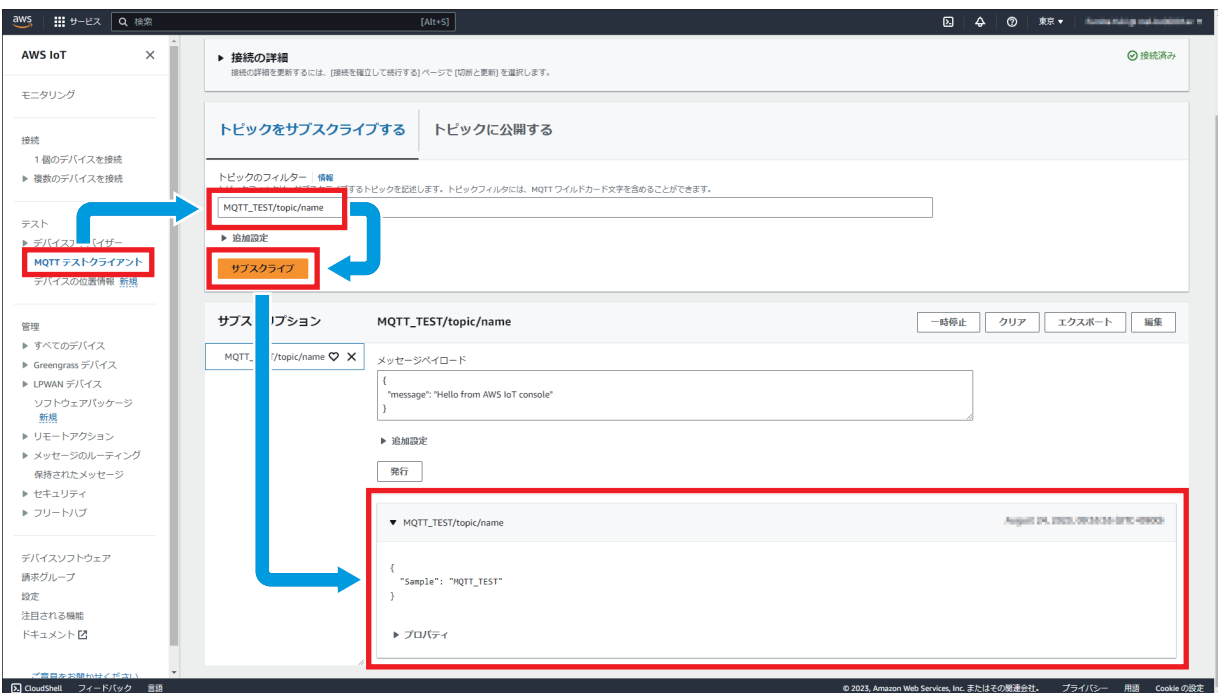 aws サービス 検索 [Alt+S] 東京
AWS IoT
モニタリング
接続
1 個のデバイスを接続
複数のデバイスを接続
テスト
MQTT テストクライアント
デバイスの位置情報 新規
管理
すべてのデバイス
Greengrass デバイス
LPWAN デバイス
ソフトウェアパッケージ
新規
リモートアクション
メッセージのルーティング
保持されたメッセージ
セキュリティ
フリートハブ
デバイスソフトウェア
請求グループ
設定
注目される機能
ドキュメント
接続の詳細
接続済み
接続の詳細を更新するには、[接続を確立して続行する] ページで [切断と更新] を選択します。
トピックをサブスクライブする トピックに公開する
トピックのフィルター 情報
するトピックを記述します。トピックフィルタには、MQTT ワイルドカード文字を含めることができます。
MQTT_TEST/topic/name
追加設定
サブスクライブ
サブス リプション
MQTT_ /topic/name
MQTT_TEST/topic/name 一時停止 クリア エクスポート 編集
メッセージペイロード
{
"message": "Hello from AWS IoT console"
}
追加設定
発行
MQTT_TEST/topic/name
{
"Sample": "MQTT_TEST"
}
プロパティ
CloudShell フィードバック 言語 © 2023, Amazon Web Services, Inc. またはその関連会社。 プライバシー 用語 Cookie の設定